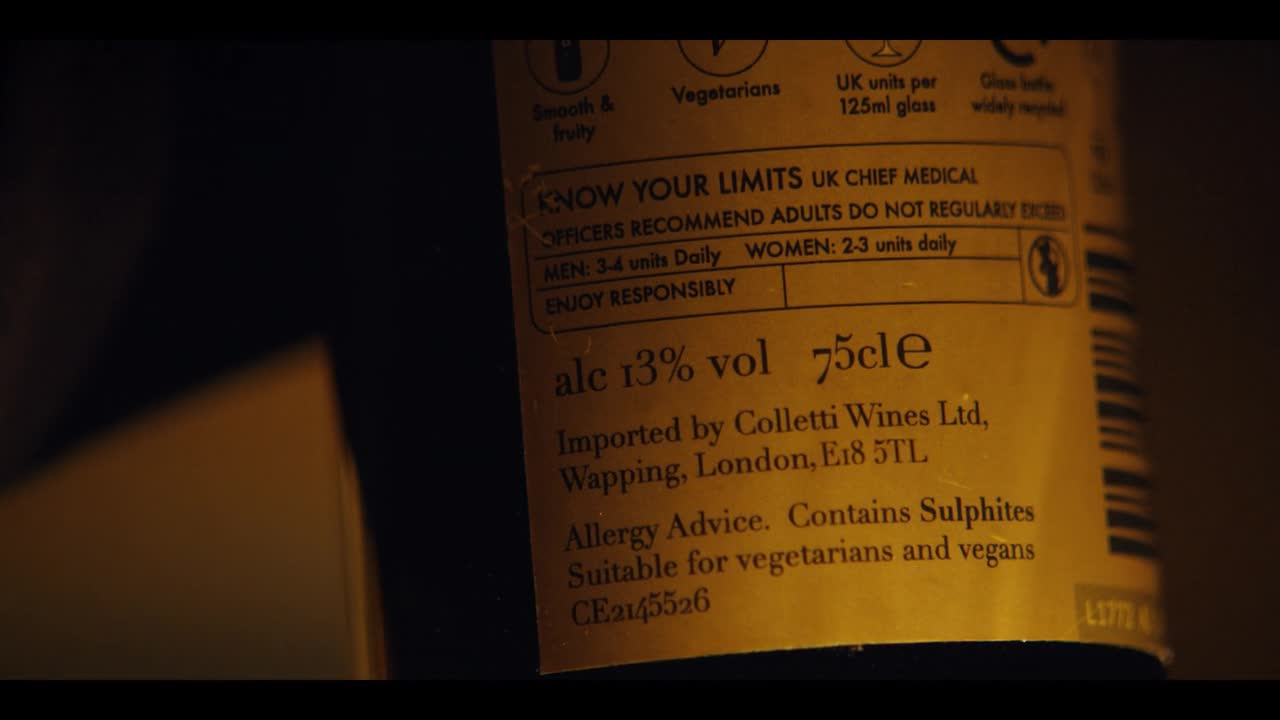 Smooth &
fruity
Vegetarians
UK units per
125ml glass
Glass bottle
widely recycled
KNOW YOUR LIMITS UK CHIEF MEDICAL
OFFICERS RECOMMEND ADULTS DO NOT REGULARLY EXCEED
MEN: 3-4 units Daily WOMEN: 2-3 units daily
ENJOY RESPONSIBLY
alc 13% vol 75cl e
Imported by Colletti Wines Ltd,
Wapping, London, E18 5TL
Allergy Advice. Contains Sulphites
Suitable for vegetarians and vegans
CE2145526